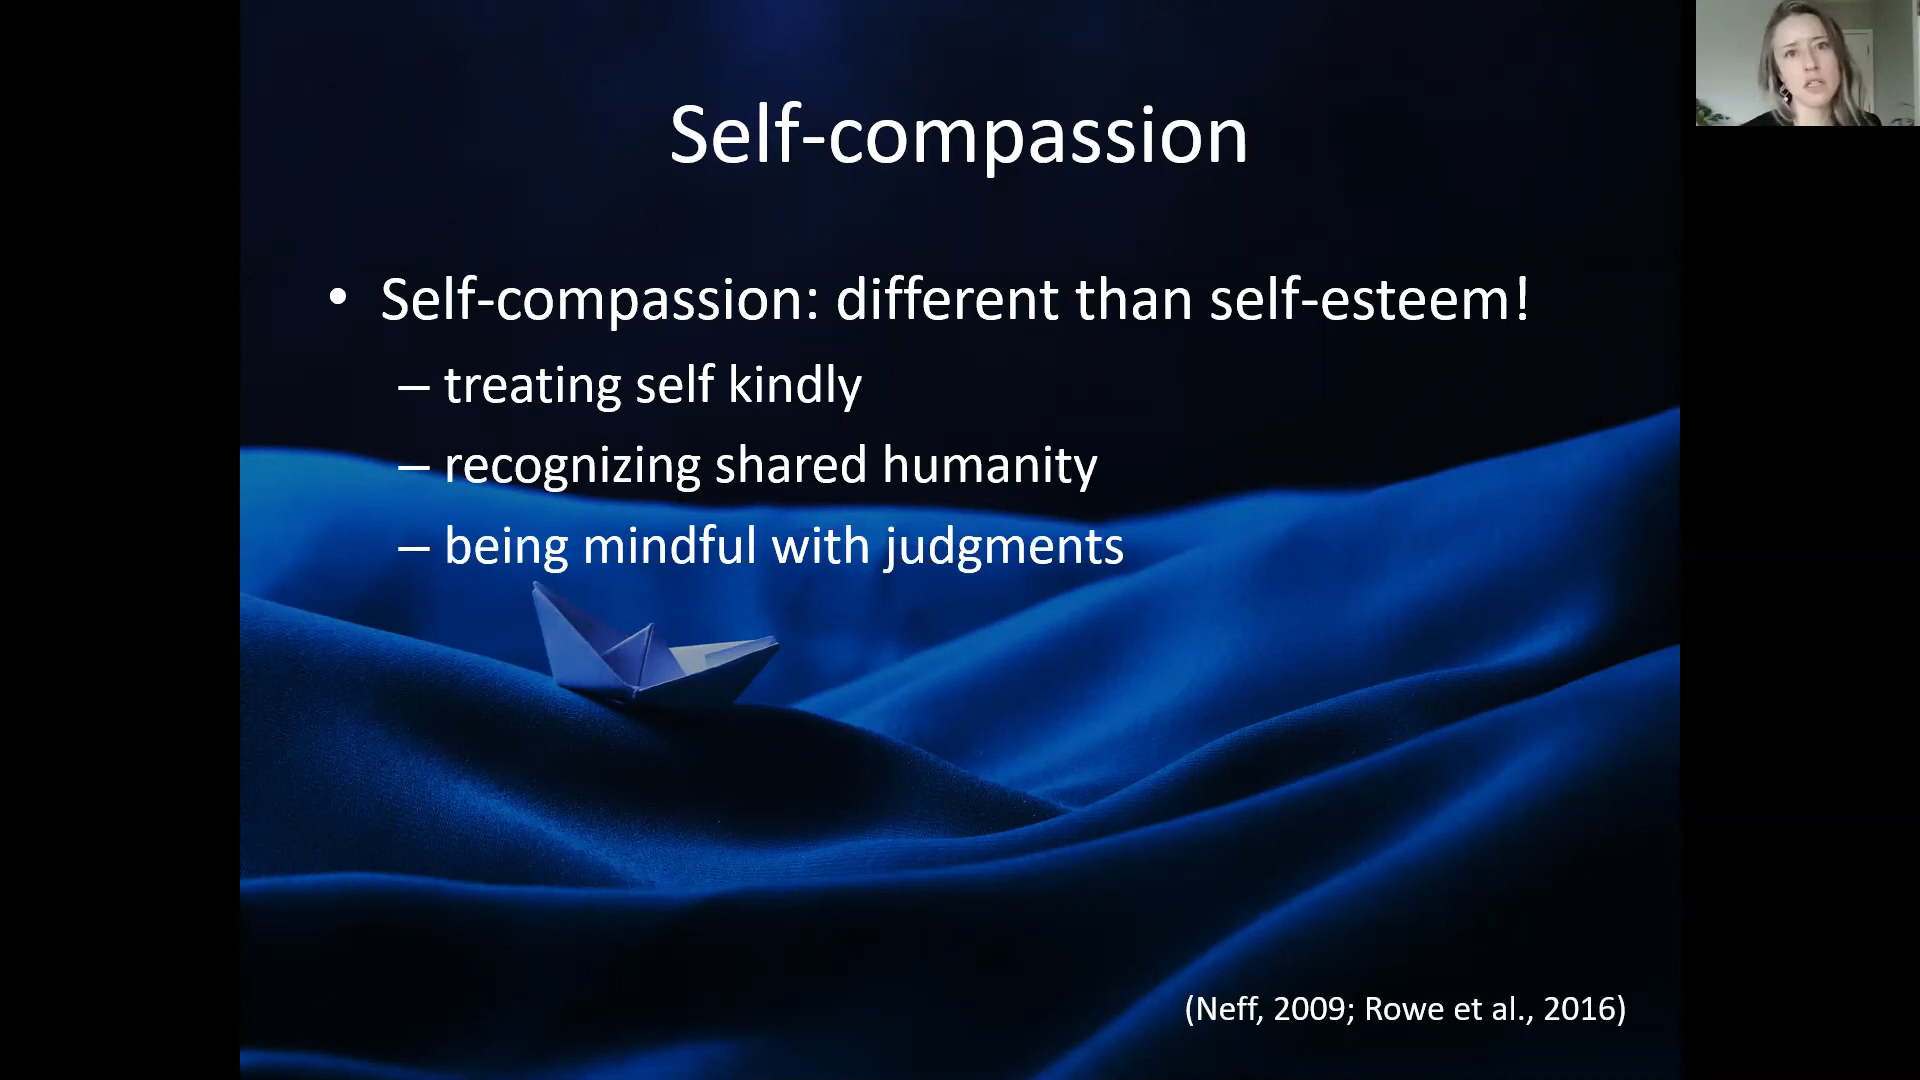 Self-compassion
• Self-compassion: different than self-esteem!
– treating self kindly
– recognizing shared humanity
– being mindful with judgments
(Neff, 2009; Rowe et al., 2016)